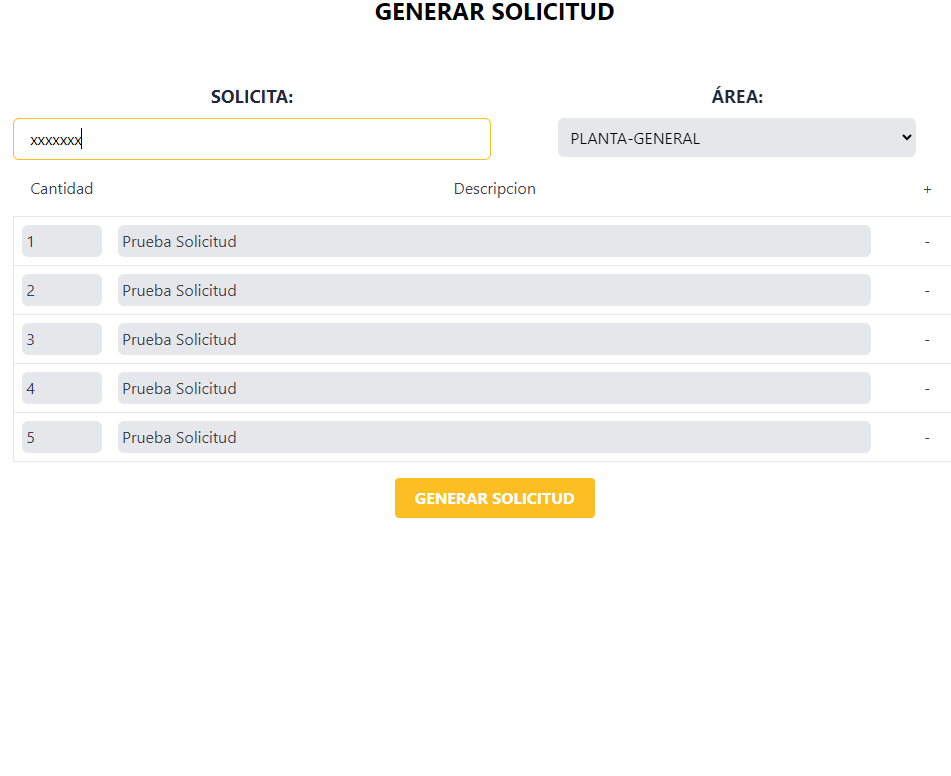 GENERAR SOLICITUD
SOLICITA: ÁREA:
xxxxxxx PLANTA-GENERAL
Cantidad Descripcion +
1 Prueba Solicitud -
2 Prueba Solicitud -
3 Prueba Solicitud -
4 Prueba Solicitud -
5 Prueba Solicitud -
GENERAR SOLICITUD